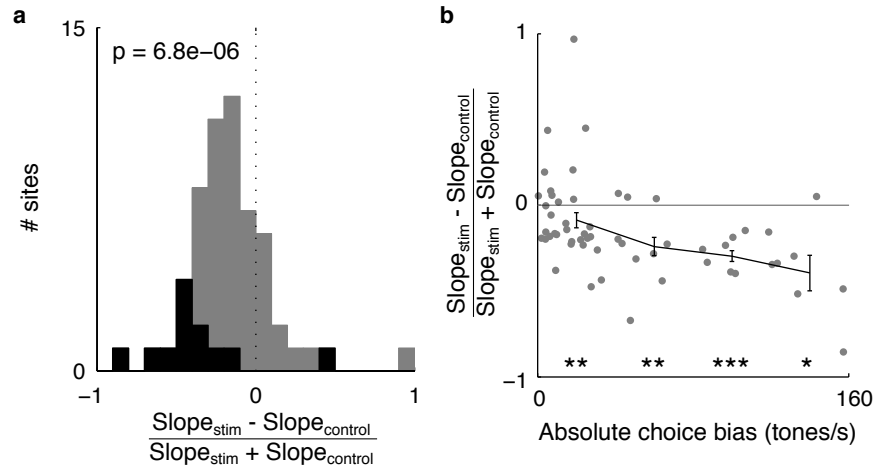 a
15
p = 6.8e−06
# sites
0
−1
0
1
Slope_stim - Slope_control
Slope_stim + Slope_control
b
1
Slope_stim - Slope_control
Slope_stim + Slope_control
0
** ** *** *
−1
0
160
Absolute choice bias (tones/s)